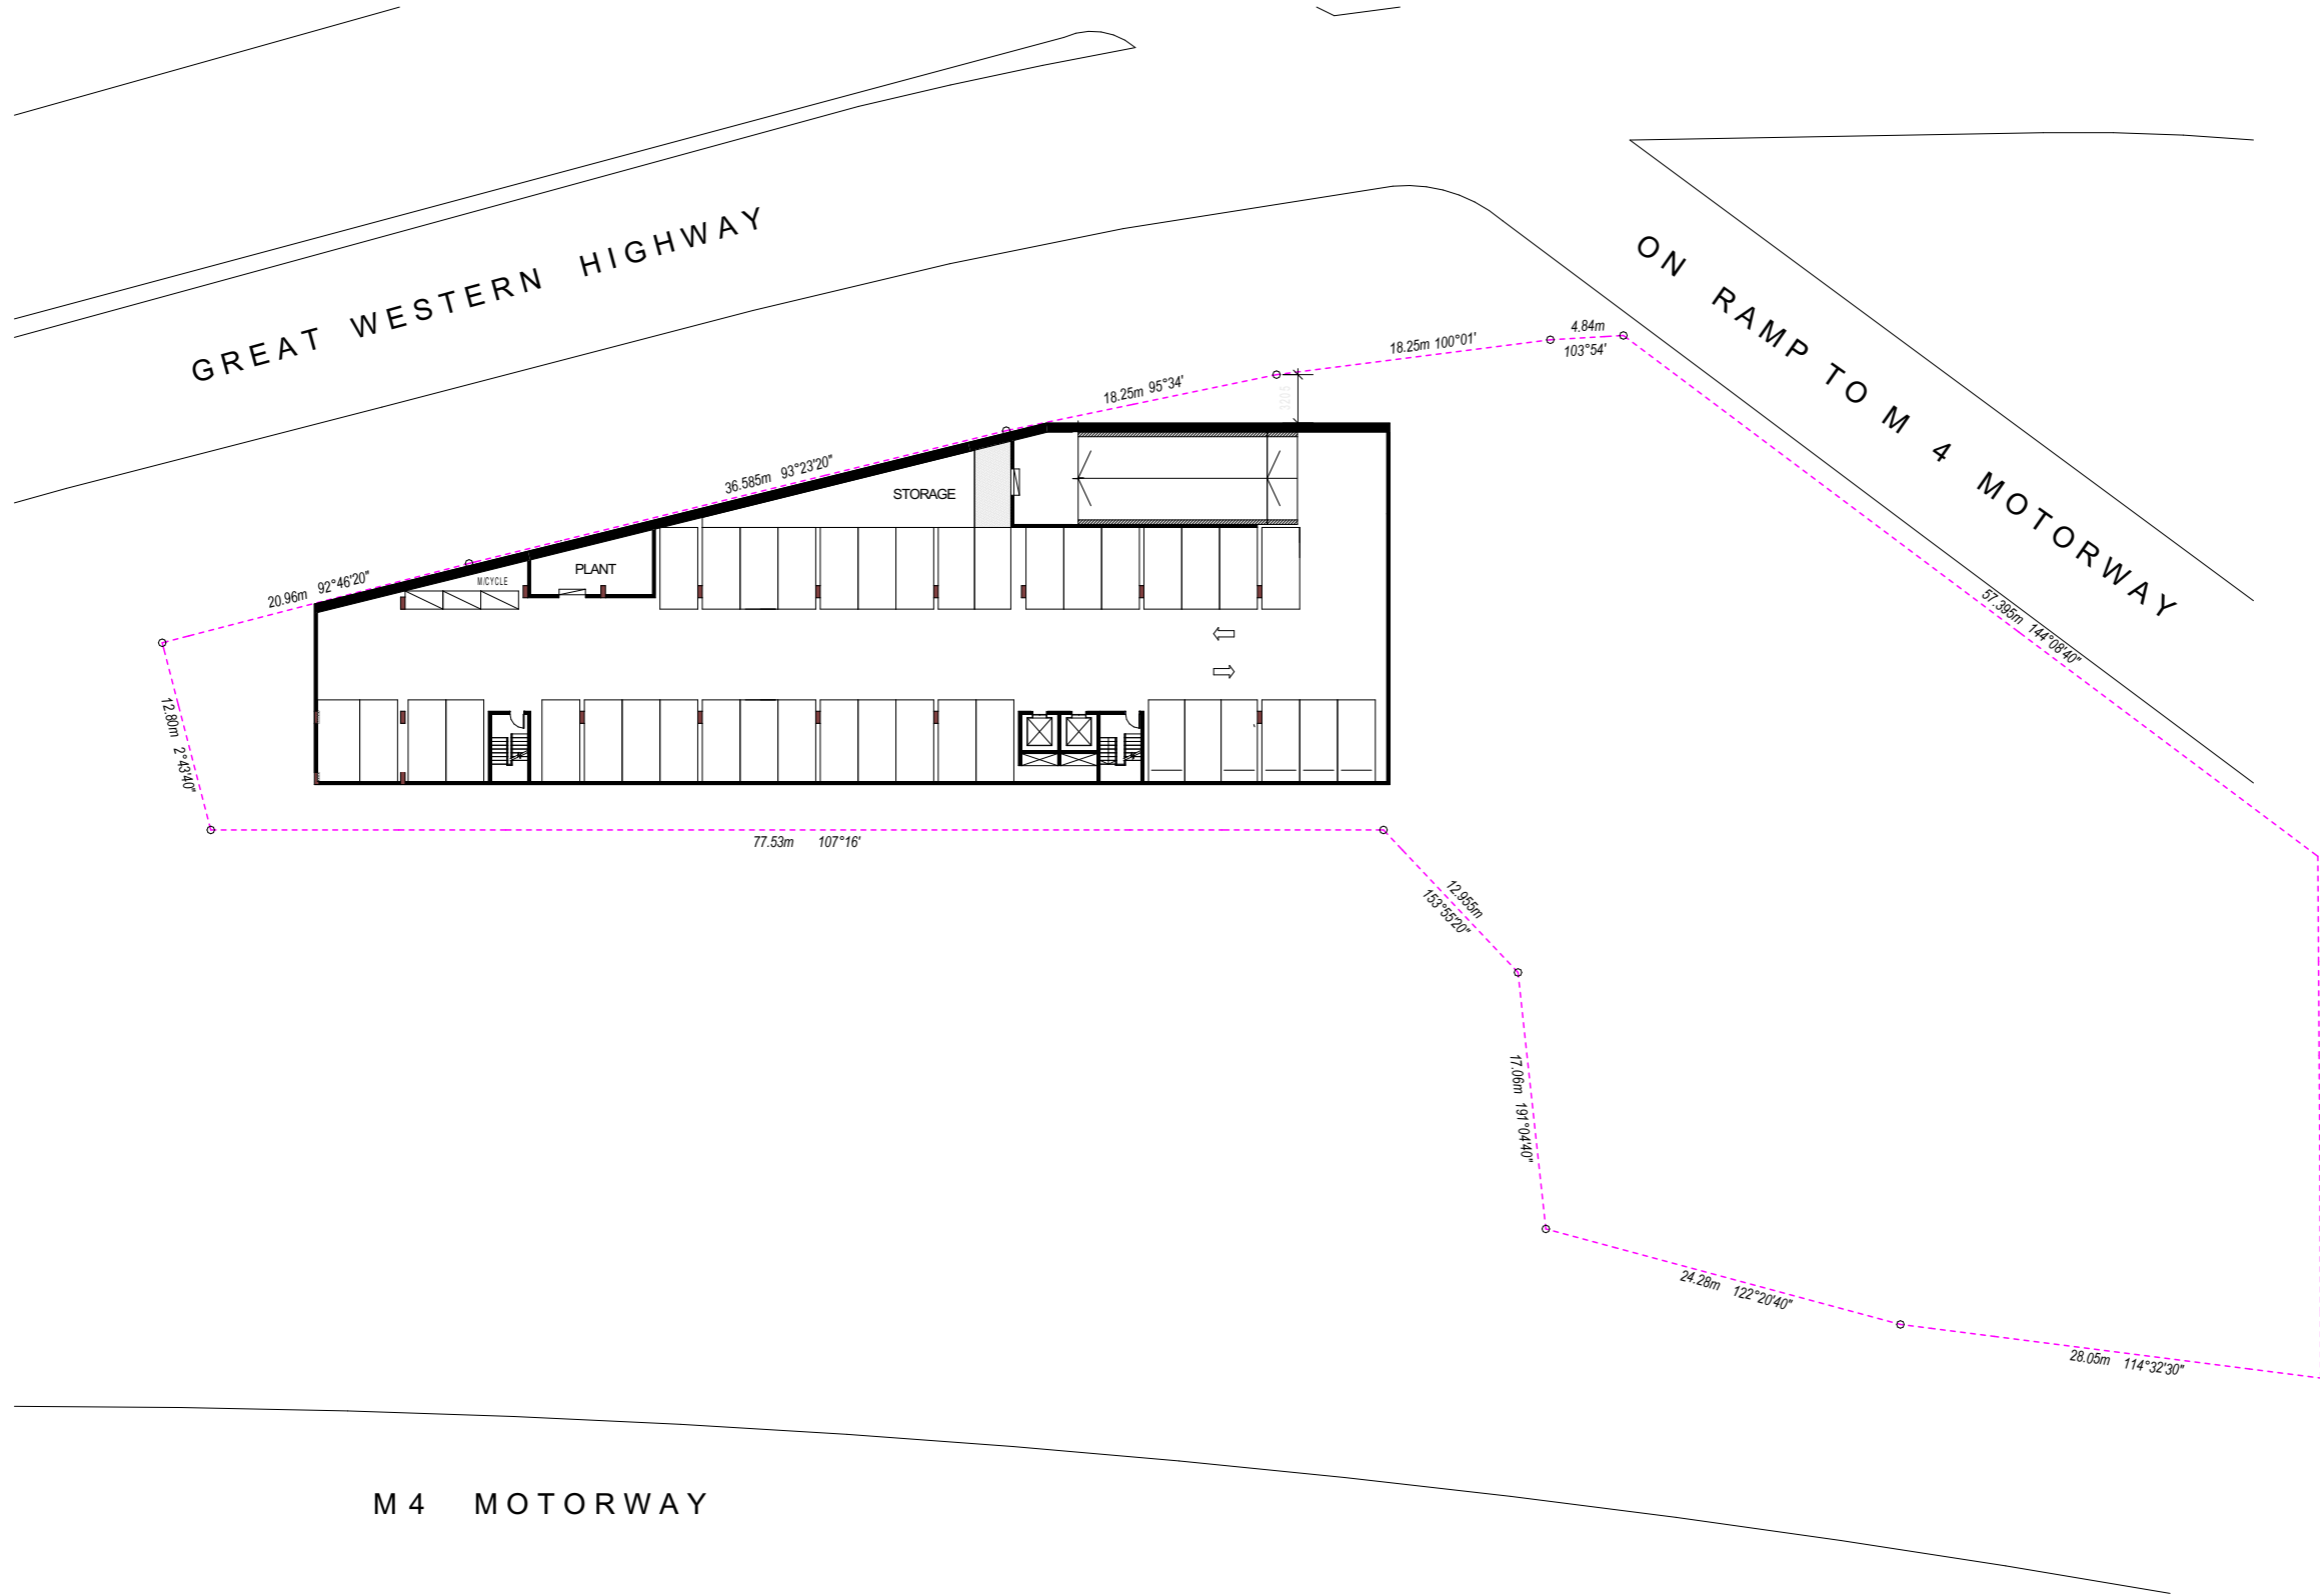 GREAT WESTERN HIGHWAY
ON RAMP TO M 4 MOTORWAY
4.84m
103°54'
18.25m 100°01'
18.25m 95°34'
3205
36.585m 93°23'20"
STORAGE
20.96m 92°46'20"
M/CYCLE
PLANT
57.395m 144°08'40"
12.80m 2°43'40"
77.53m 107°16'
12.955m
153°55'20"
17.06m 191°04'40"
24.28m 122°20'40"
28.05m 114°32'30"
M 4 MOTORWAY